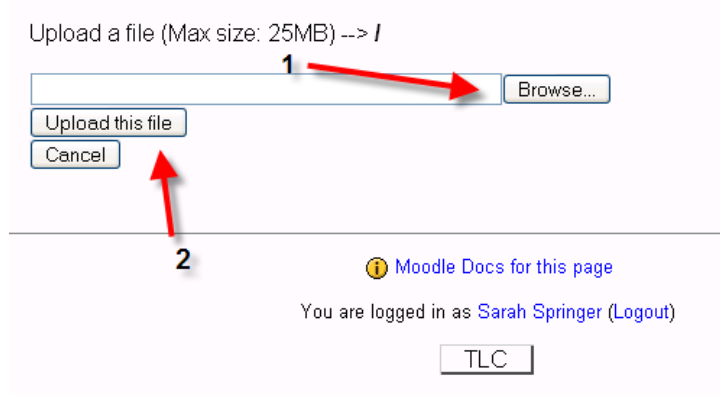 Upload a file (Max size: 25MB) --> /
1
Browse...
Upload this file
Cancel
2
Moodle Docs for this page
You are logged in as Sarah Springer (Logout)
TLC